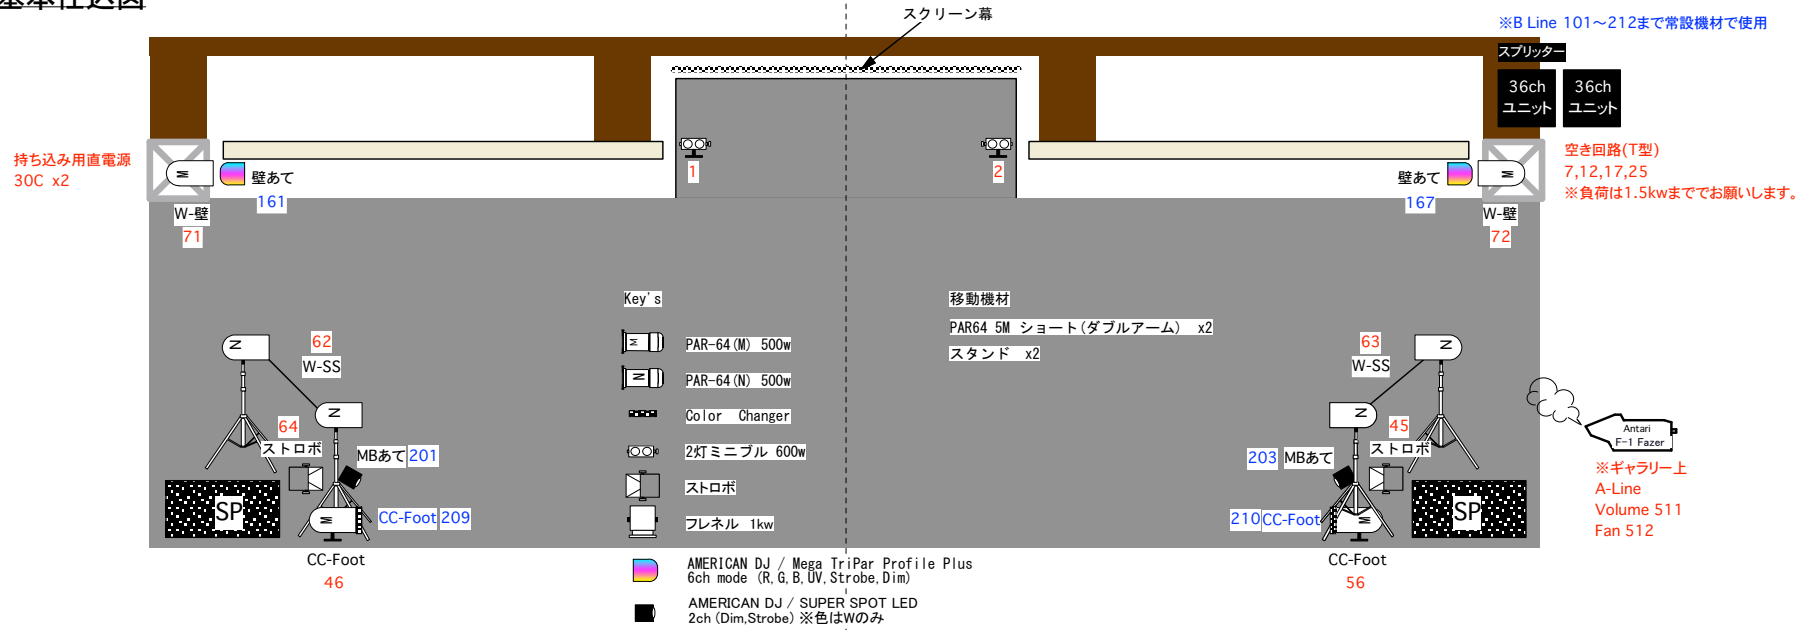 基本仕込図
スクリーン幕
※B Line 101～212まで常設機材で使用
スプリッター
36ch
ユニット
36ch
ユニット
持ち込み用直電源
30C x2
M
壁あて
161
W-壁
71
1
2
壁あて
167
M
W-壁
72
空き回路(T型)
7,12,17,25
※負荷は1.5kwまででお願いします。
N
62
W-SS
N
64
ストロボ
MBあて 201
SP
M
CC-Foot 209
CC-Foot
46
Key's
M
PAR-64(M) 500w
N
PAR-64(N) 500w
Color Changer
2灯ミニブル 600w
ストロボ
フレネル 1kw
AMERICAN DJ / Mega TriPar Profile Plus
6ch mode (R,G,B,UV,Strobe,Dim)
AMERICAN DJ / SUPER SPOT LED
2ch (Dim,Strobe) ※色はWのみ
移動機材
PAR64 5M ショート(ダブルアーム) x2
スタンド x2
63
W-SS
N
N
45
ストロボ
203 MBあて
210 CC-Foot
M
SP
CC-Foot
56
Antari
F-1 Fazer
※ギャラリー上
A-Line
Volume 511
Fan 512